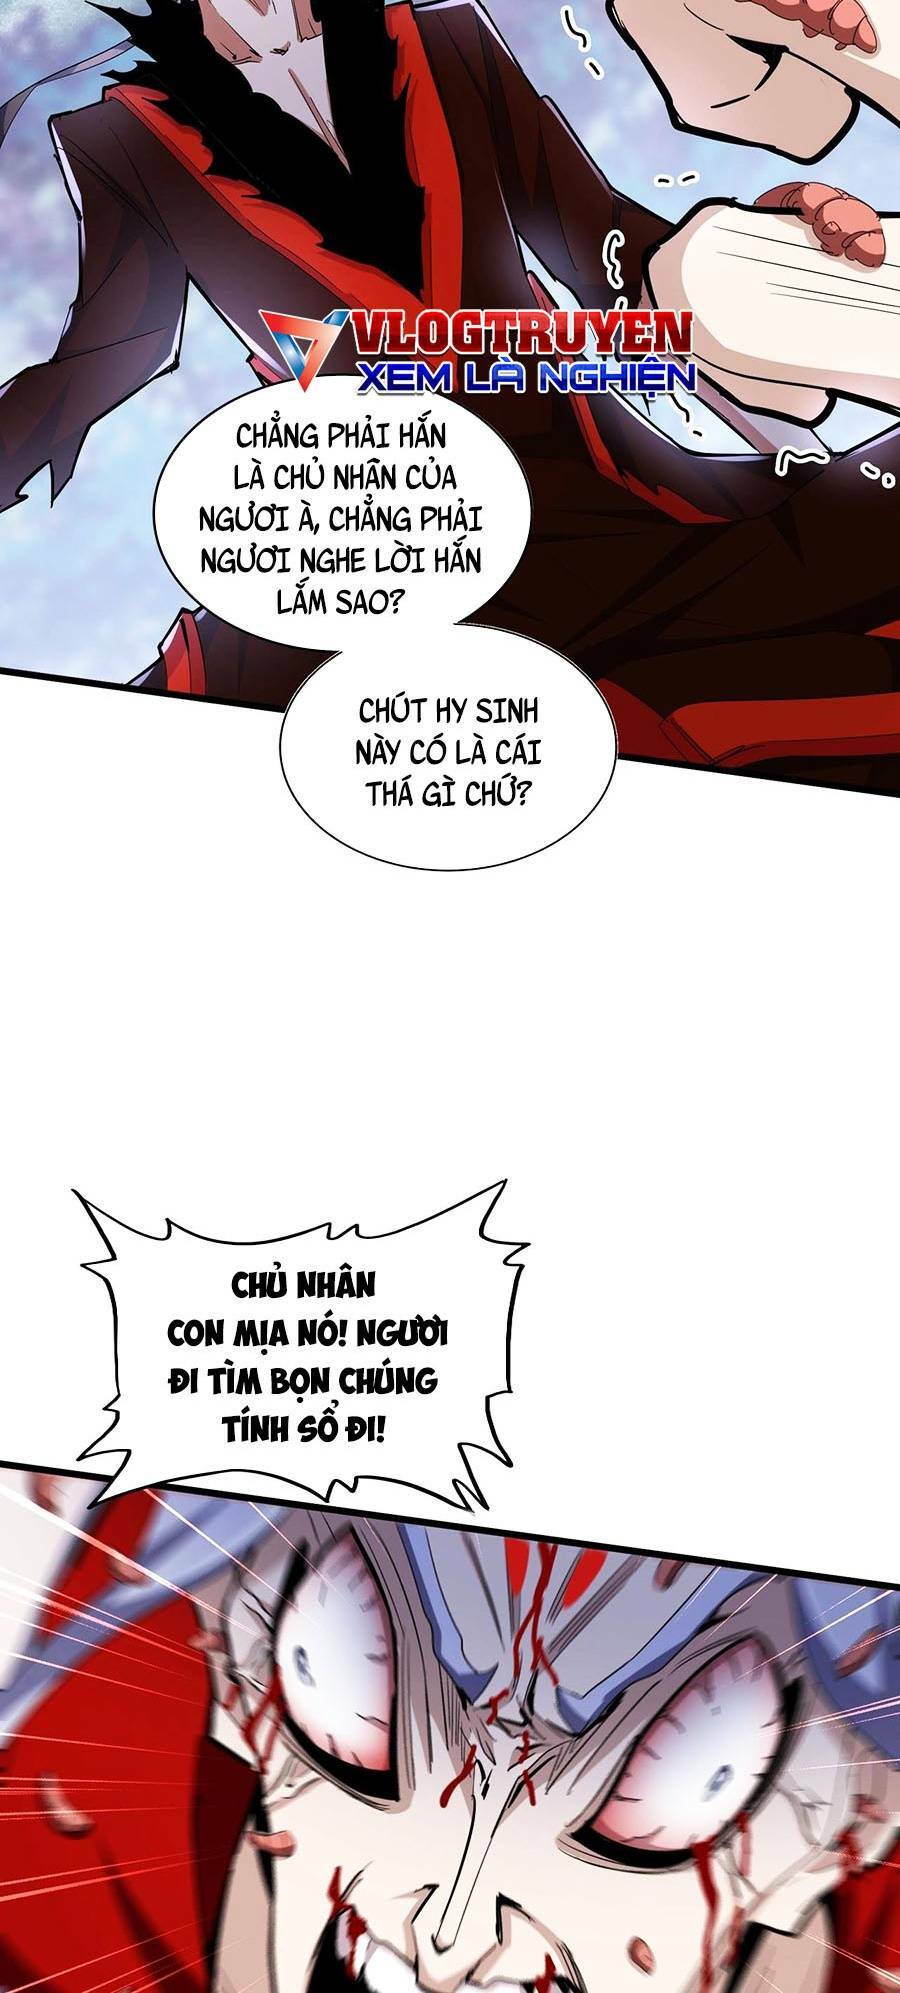 VLOGTRUYEN
XEM LÀ NGHIỆN
CHẲNG PHẢI HẮN
LÀ CHỦ NHÂN CỦA
NGƯƠI À, CHẲNG PHẢI
NGƯƠI NGHE LỜI HẮN
LẮM SAO?
CHÚT HY SINH
NÀY CÓ LÀ CÁI
THÁ GÌ CHỨ?
CHỦ NHÂN
CON MỊA NÓ! NGƯƠI
ĐI TÌM BỌN CHÚNG
TÍNH SỔ ĐI!